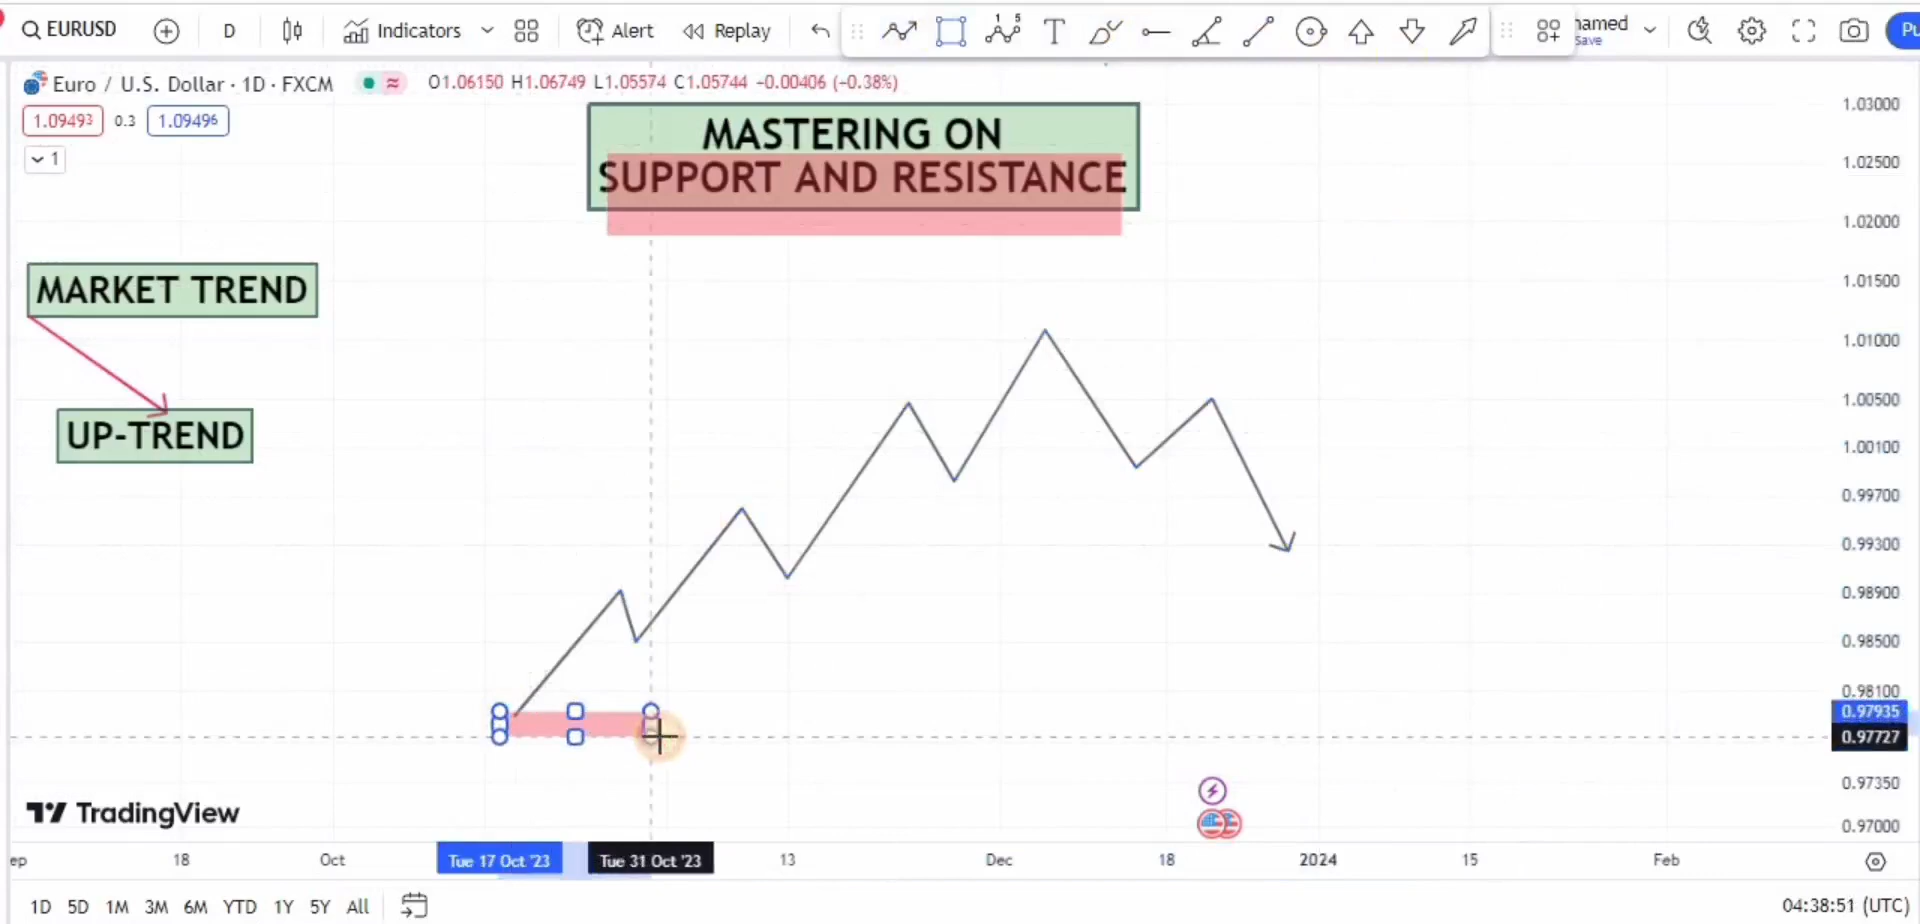 EURUSD D Indicators Alert Replay T named
Save
Pu
Euro / U.S. Dollar · 1D · FXCM O1.06150 H1.06749 L1.05574 C1.05744 −0.00406 (−0.38%)
1.09493 0.3 1.09496
1
MASTERING ON
SUPPORT AND RESISTANCE
MARKET TREND
UP-TREND
1.03000
1.02500
1.02000
1.01500
1.01000
1.00500
1.00100
0.99700
0.99300
0.98900
0.98500
0.98100
0.97935
0.97727
0.97350
0.97000
TradingView
ep 18 Oct Tue 17 Oct '23 Tue 31 Oct '23 13 Dec 18 2024 15 Feb
1D 5D 1M 3M 6M YTD 1Y 5Y All 04:38:51 (UTC)